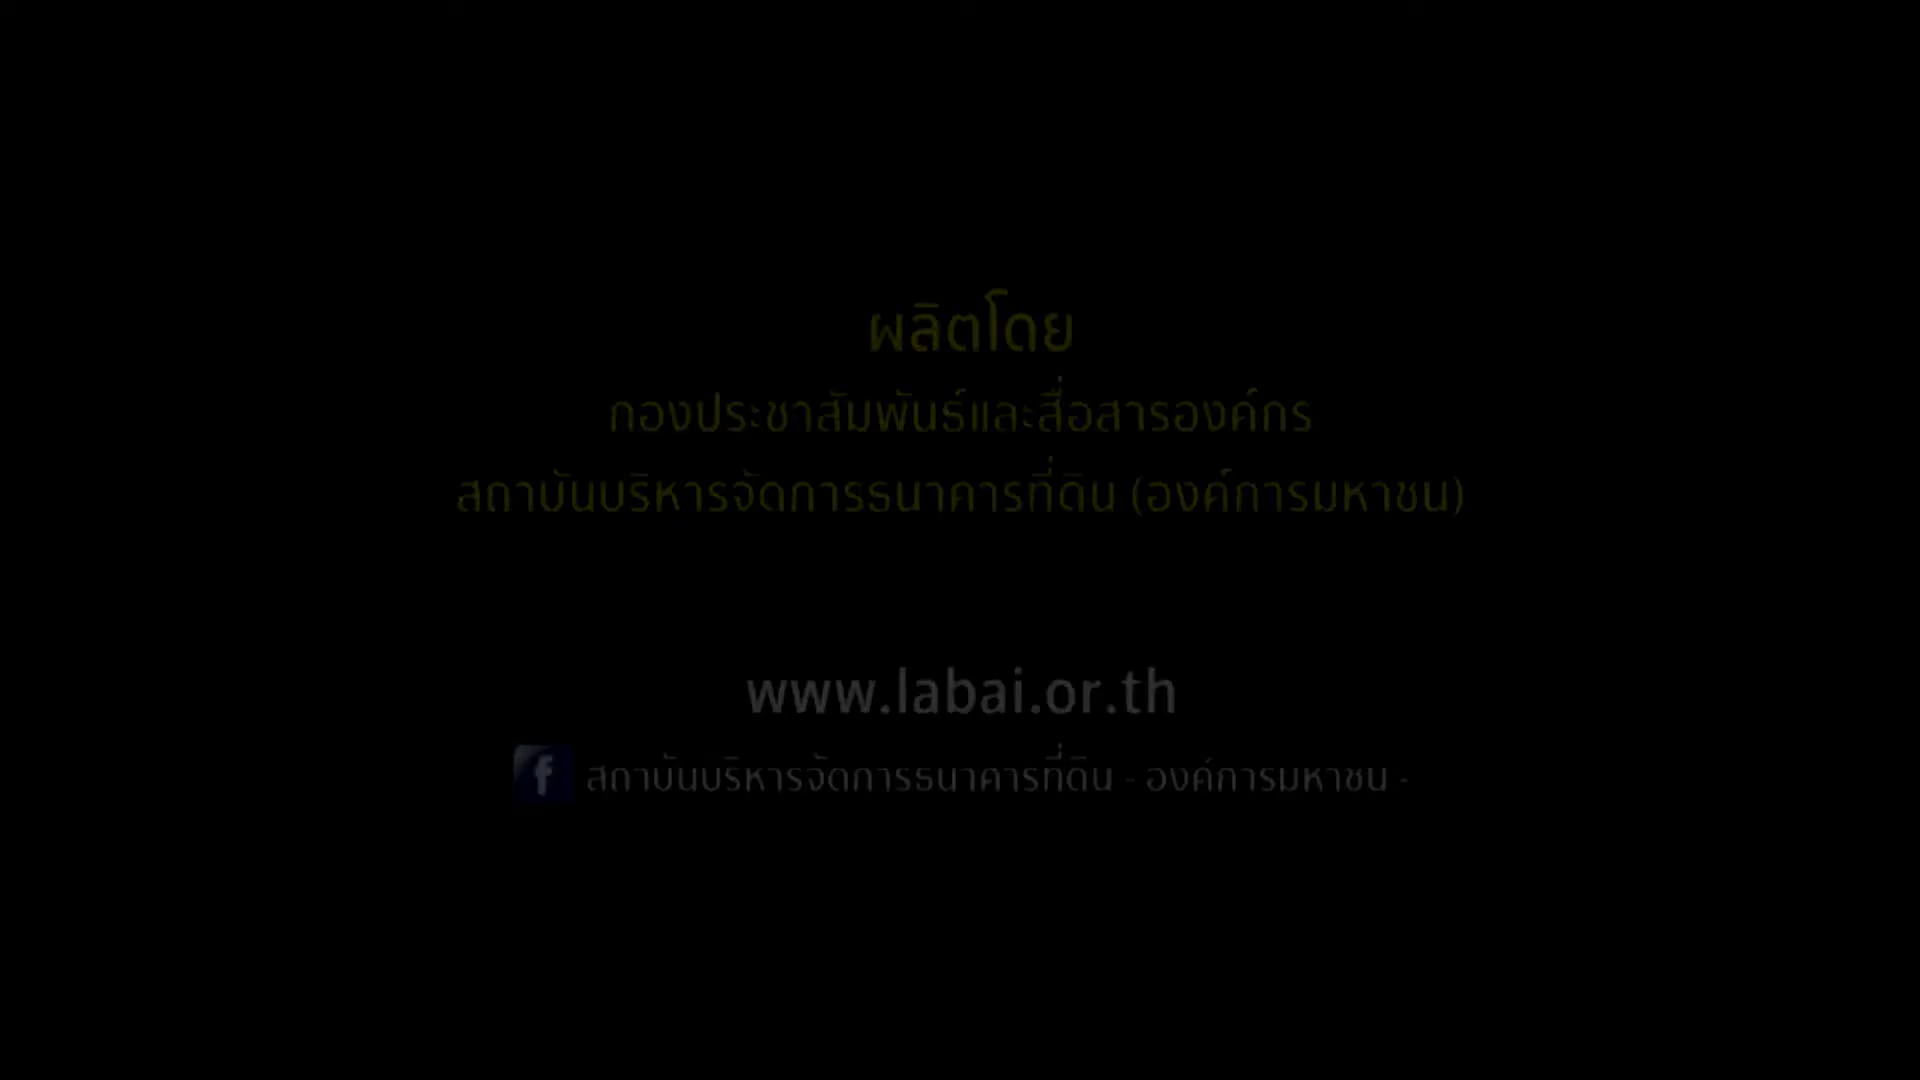 ผลิตโดย
กองประชาสัมพันธ์และสื่อสารองค์กร
สถาบันบริหารจัดการธนาคารที่ดิน (องค์การมหาชน)
www.labai.or.th
f สถาบันบริหารจัดการธนาคารที่ดิน - องค์การมหาชน -